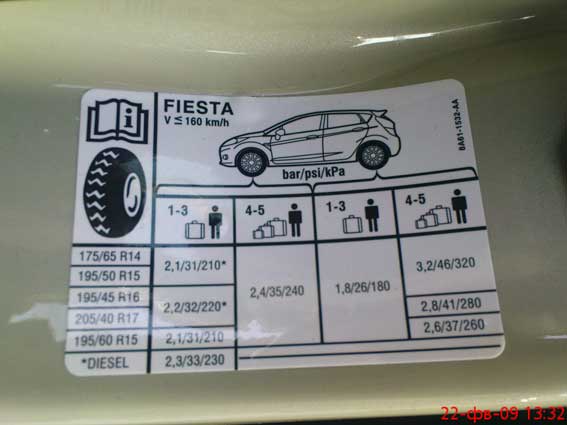 FIESTA
V ≤ 160 km/h
8A61-1532-AA
bar/psi/kPa
1-3 4-5 1-3 4-5
175/65 R14
2,1/31/210*
195/50 R15
3,2/46/320
195/45 R16
2,2/32/220*
2,4/35/240
1,8/26/180
205/40 R17
2,8/41/280
195/60 R15
2,1/31/210
2,6/37/260
*DIESEL
2,3/33/230
22-фв-09 13:32